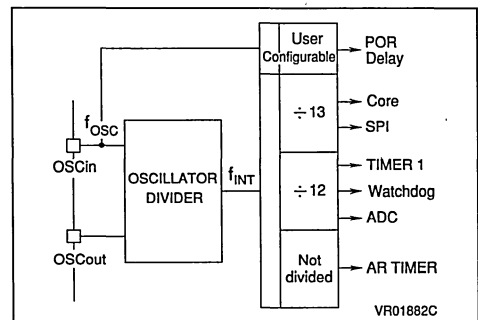 User
Configurable
POR
Delay
fOSC
÷13
Core
SPI
OSCin
OSCILLATOR
DIVIDER
fINT
÷12
TIMER 1
Watchdog
ADC
OSCout
Not
divided
AR TIMER
VR01882C